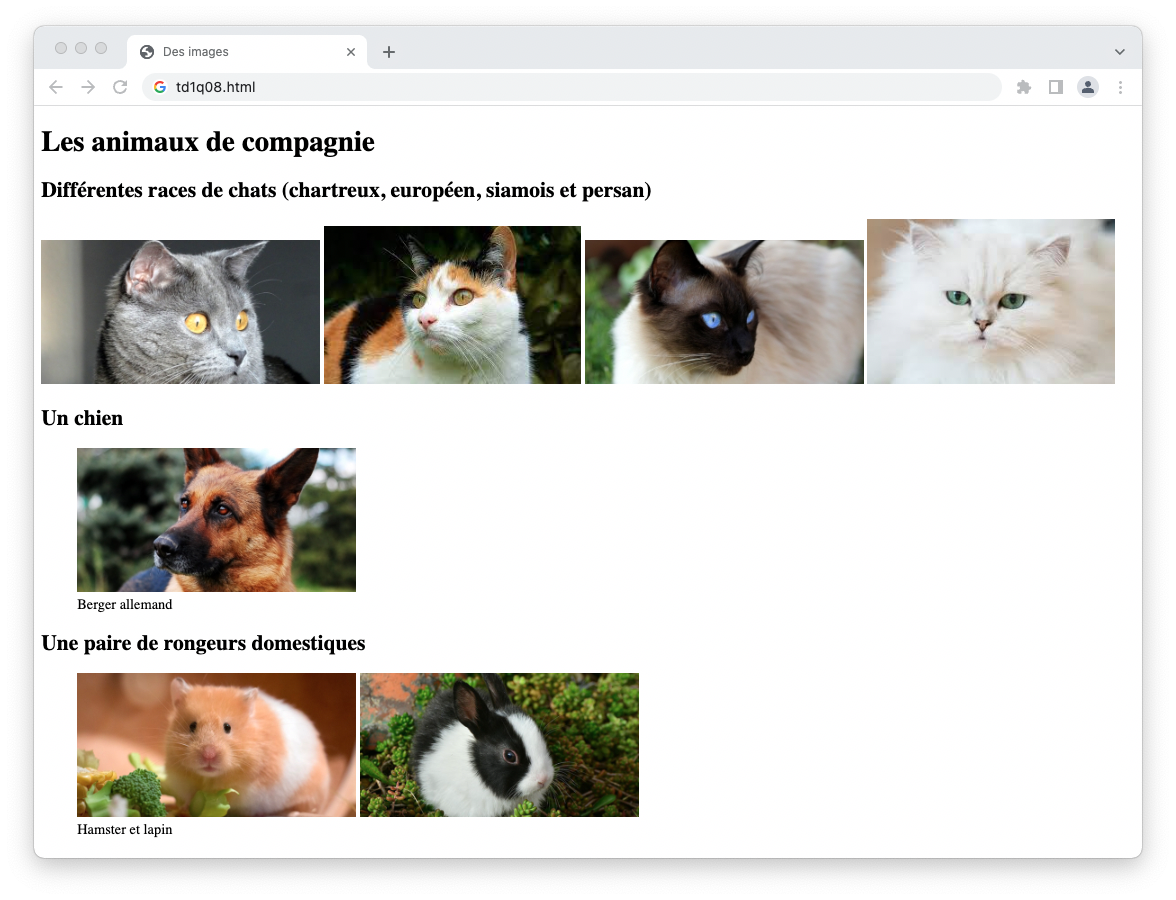 Des images
td1q08.html
Les animaux de compagnie
Différentes races de chats (chartreux, européen, siamois et persan)
Un chien
Berger allemand
Une paire de rongeurs domestiques
Hamster et lapin